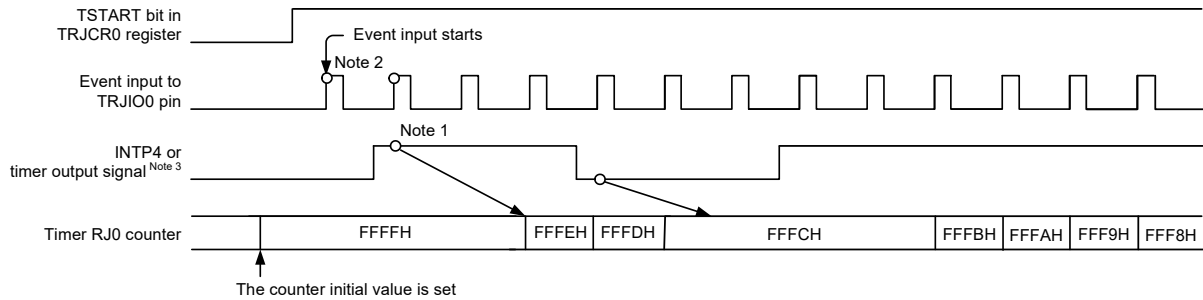 TSTART bit in
TRJCR0 register
Event input starts
Note 2
Event input to
TRJIO0 pin
Note 1
INTP4 or
timer output signal Note 3
Timer RJ0 counter
FFFFH
FFFEH
FFFDH
FFFCH
FFFBH
FFFAH
FFF9H
FFF8H
The counter initial value is set